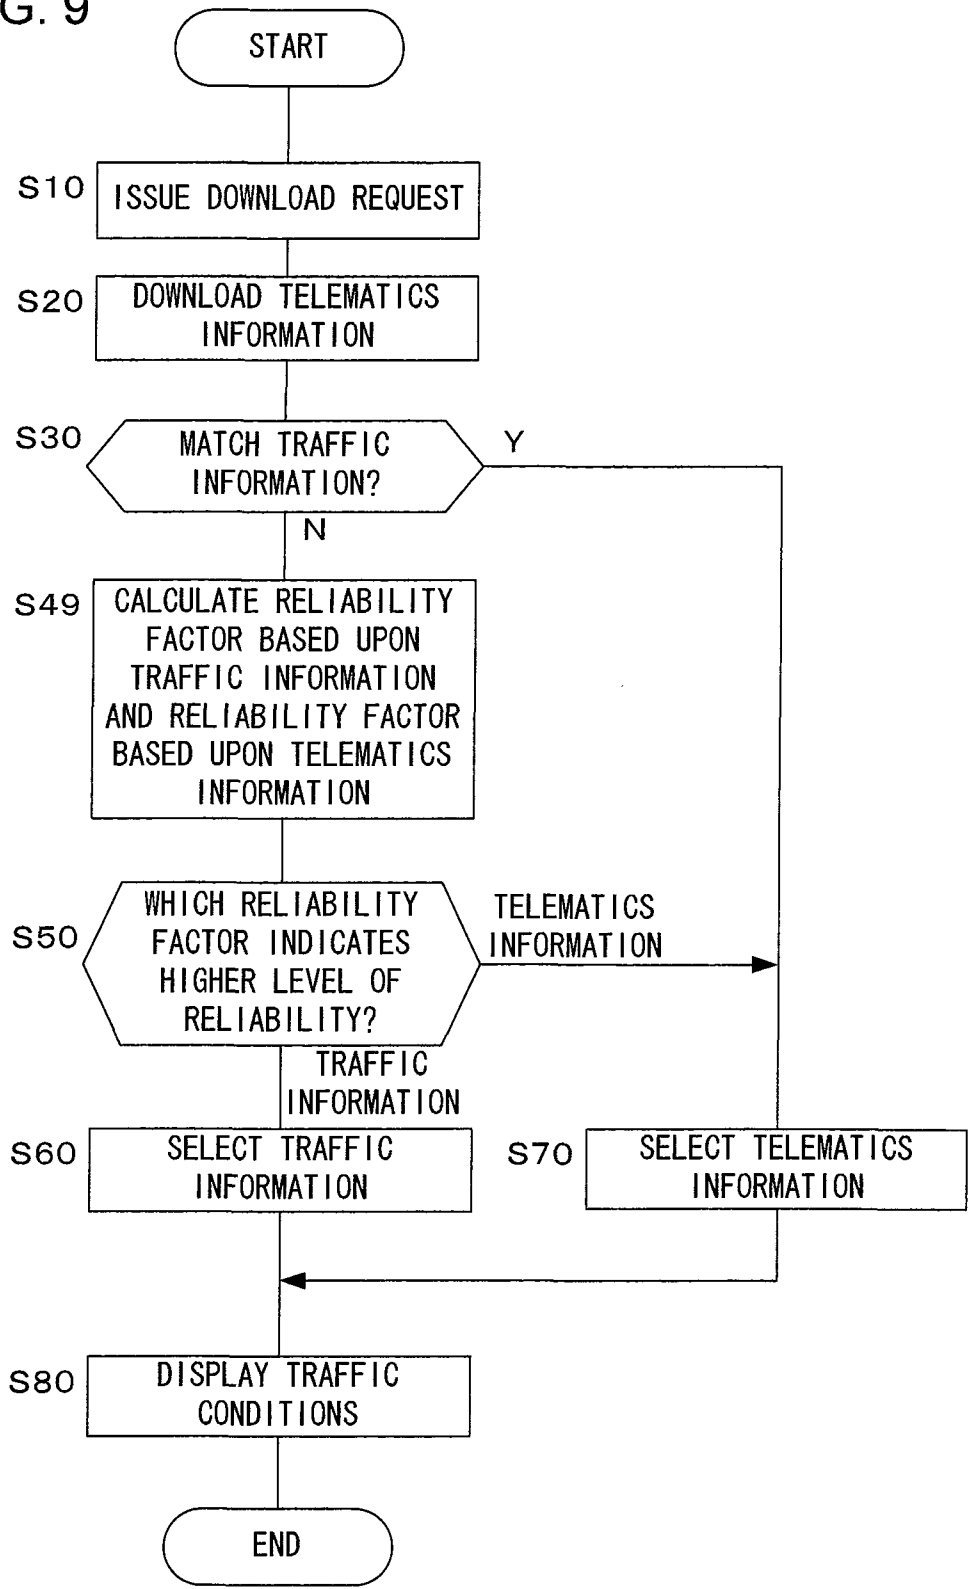 G. 9
START
S10
ISSUE DOWNLOAD REQUEST
S20
DOWNLOAD TELEMATICS
INFORMATION
S30
MATCH TRAFFIC
INFORMATION?
Y
N
S49
CALCULATE RELIABILITY
FACTOR BASED UPON
TRAFFIC INFORMATION
AND RELIABILITY FACTOR
BASED UPON TELEMATICS
INFORMATION
S50
WHICH RELIABILITY
FACTOR INDICATES
HIGHER LEVEL OF
RELIABILITY?
TELEMATICS
INFORMATION
TRAFFIC
INFORMATION
S60
SELECT TRAFFIC
INFORMATION
S70
SELECT TELEMATICS
INFORMATION
S80
DISPLAY TRAFFIC
CONDITIONS
END